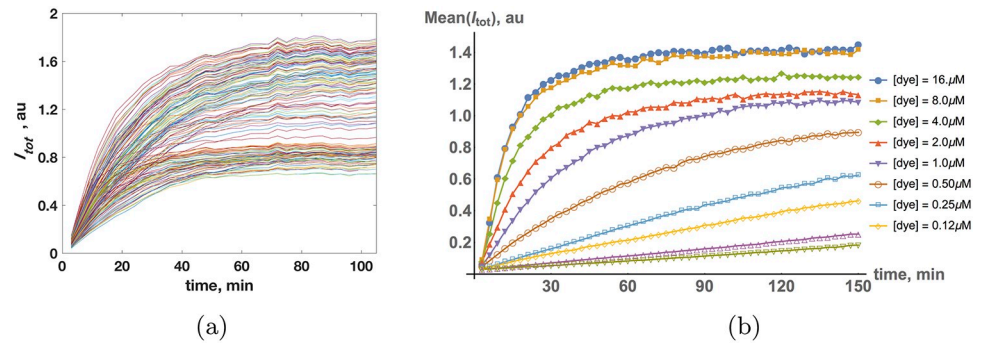 2
1.6
1.2
0.8
0.4
0
I_tot , au
0 20 40 60 80 100
time, min
(a)
Mean(I_tot), au
1.4
1.2
1.0
0.8
0.6
0.4
0.2
30 60 90 120 150
time, min
[dye] = 16.μM
[dye] = 8.0μM
[dye] = 4.0μM
[dye] = 2.0μM
[dye] = 1.0μM
[dye] = 0.50μM
[dye] = 0.25μM
[dye] = 0.12μM
(b)